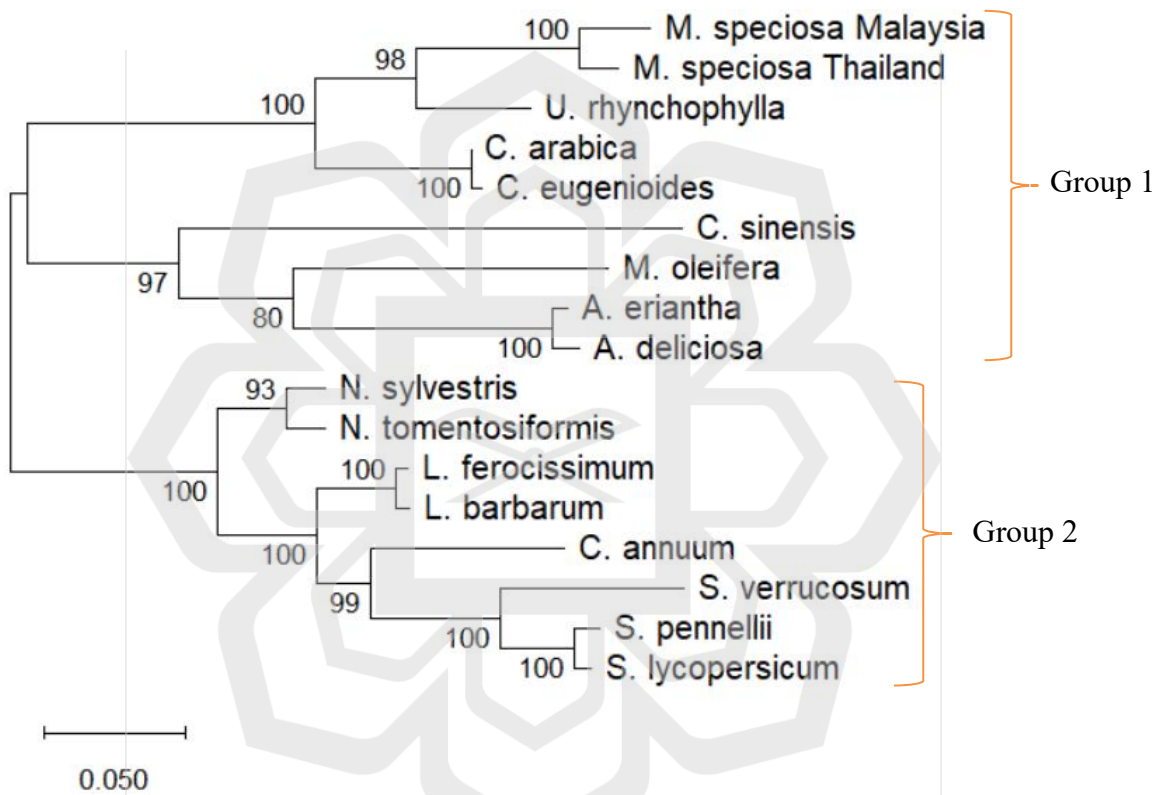 100
M. speciosa Malaysia
M. speciosa Thailand
98
100
U. rhynchophylla
C. arabica
100
C. eugenioides
Group 1
C. sinensis
97
M. oleifera
80
A. eriantha
100
A. deliciosa
93
N. sylvestris
N. tomentosiformis
100
100
L. ferocissimum
L. barbarum
100
Group 2
C. annuum
99
S. verrucosum
100
S. pennellii
100
S. lycopersicum
0.050